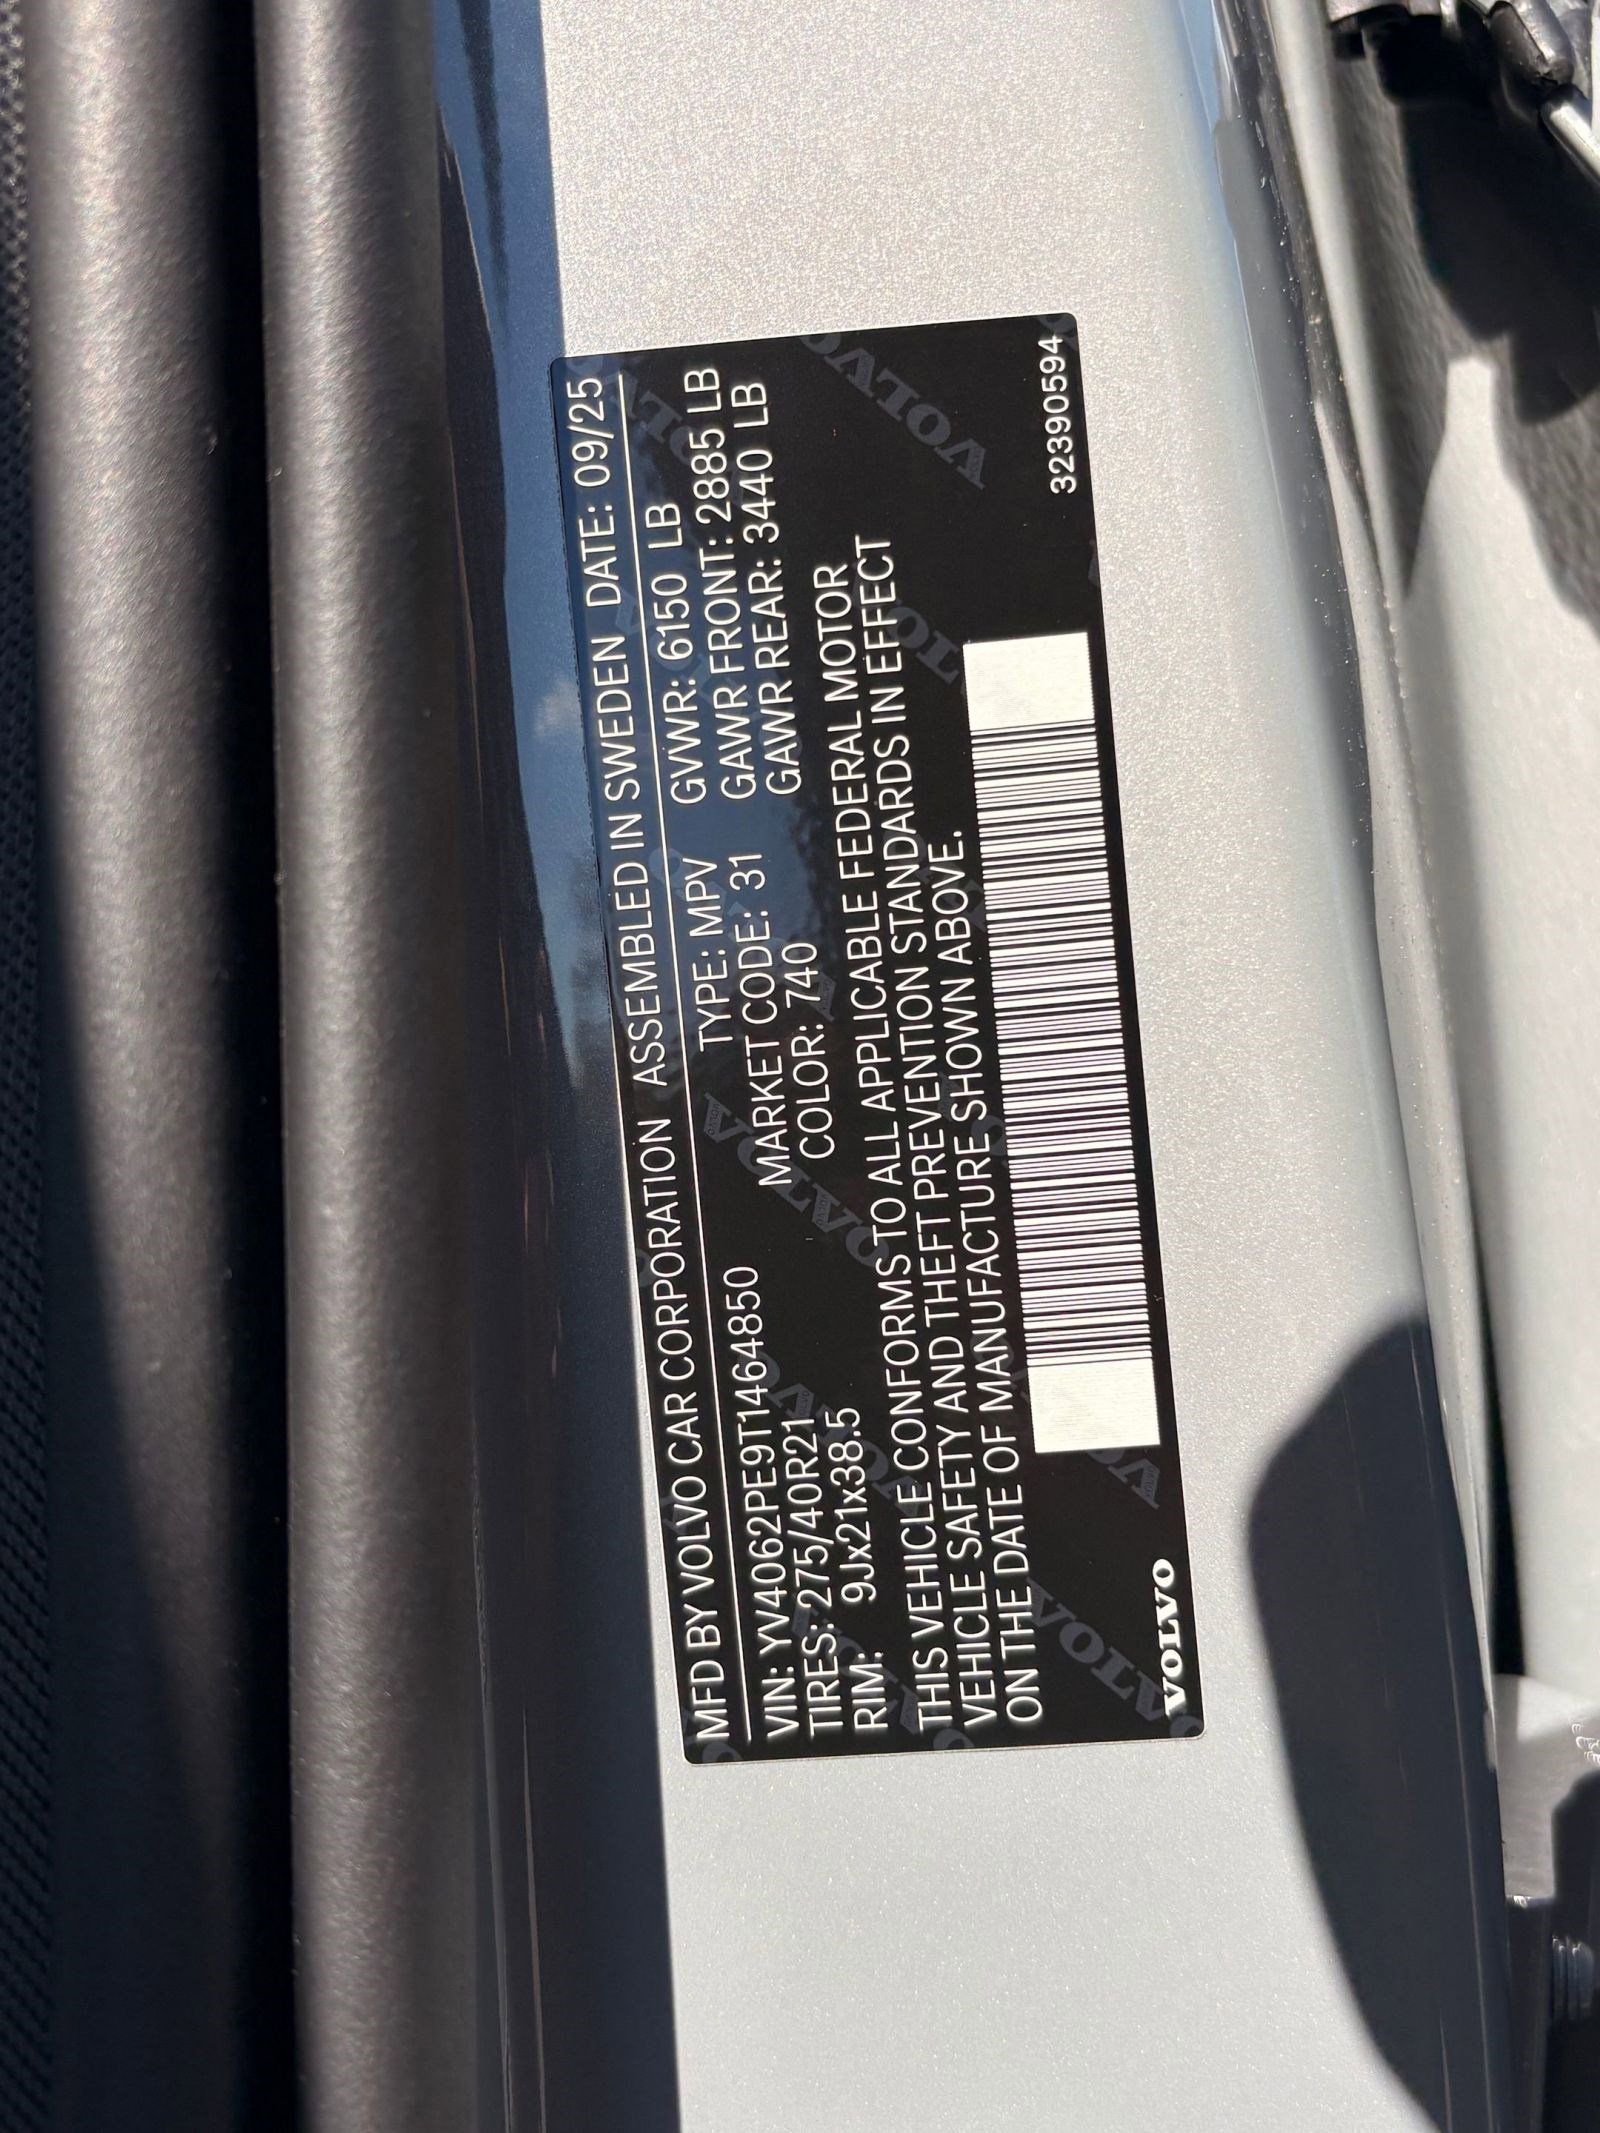 MFD BY VOLVO CAR CORPORATION ASSEMBLED IN SWEDEN DATE: 09/25
VIN: YV4062PE9T1464850 TYPE: MPV GVWR: 6150 LB
TIRES: 275/40R21 MARKET CODE: 31 GAWR FRONT: 2885 LB
RIM: 9Jx21x38.5 COLOR: 740 GAWR REAR: 3440 LB
THIS VEHICLE CONFORMS TO ALL APPLICABLE FEDERAL MOTOR
VEHICLE SAFETY AND THEFT PREVENTION STANDARDS IN EFFECT
ON THE DATE OF MANUFACTURE SHOWN ABOVE.
VOLVO 32390594